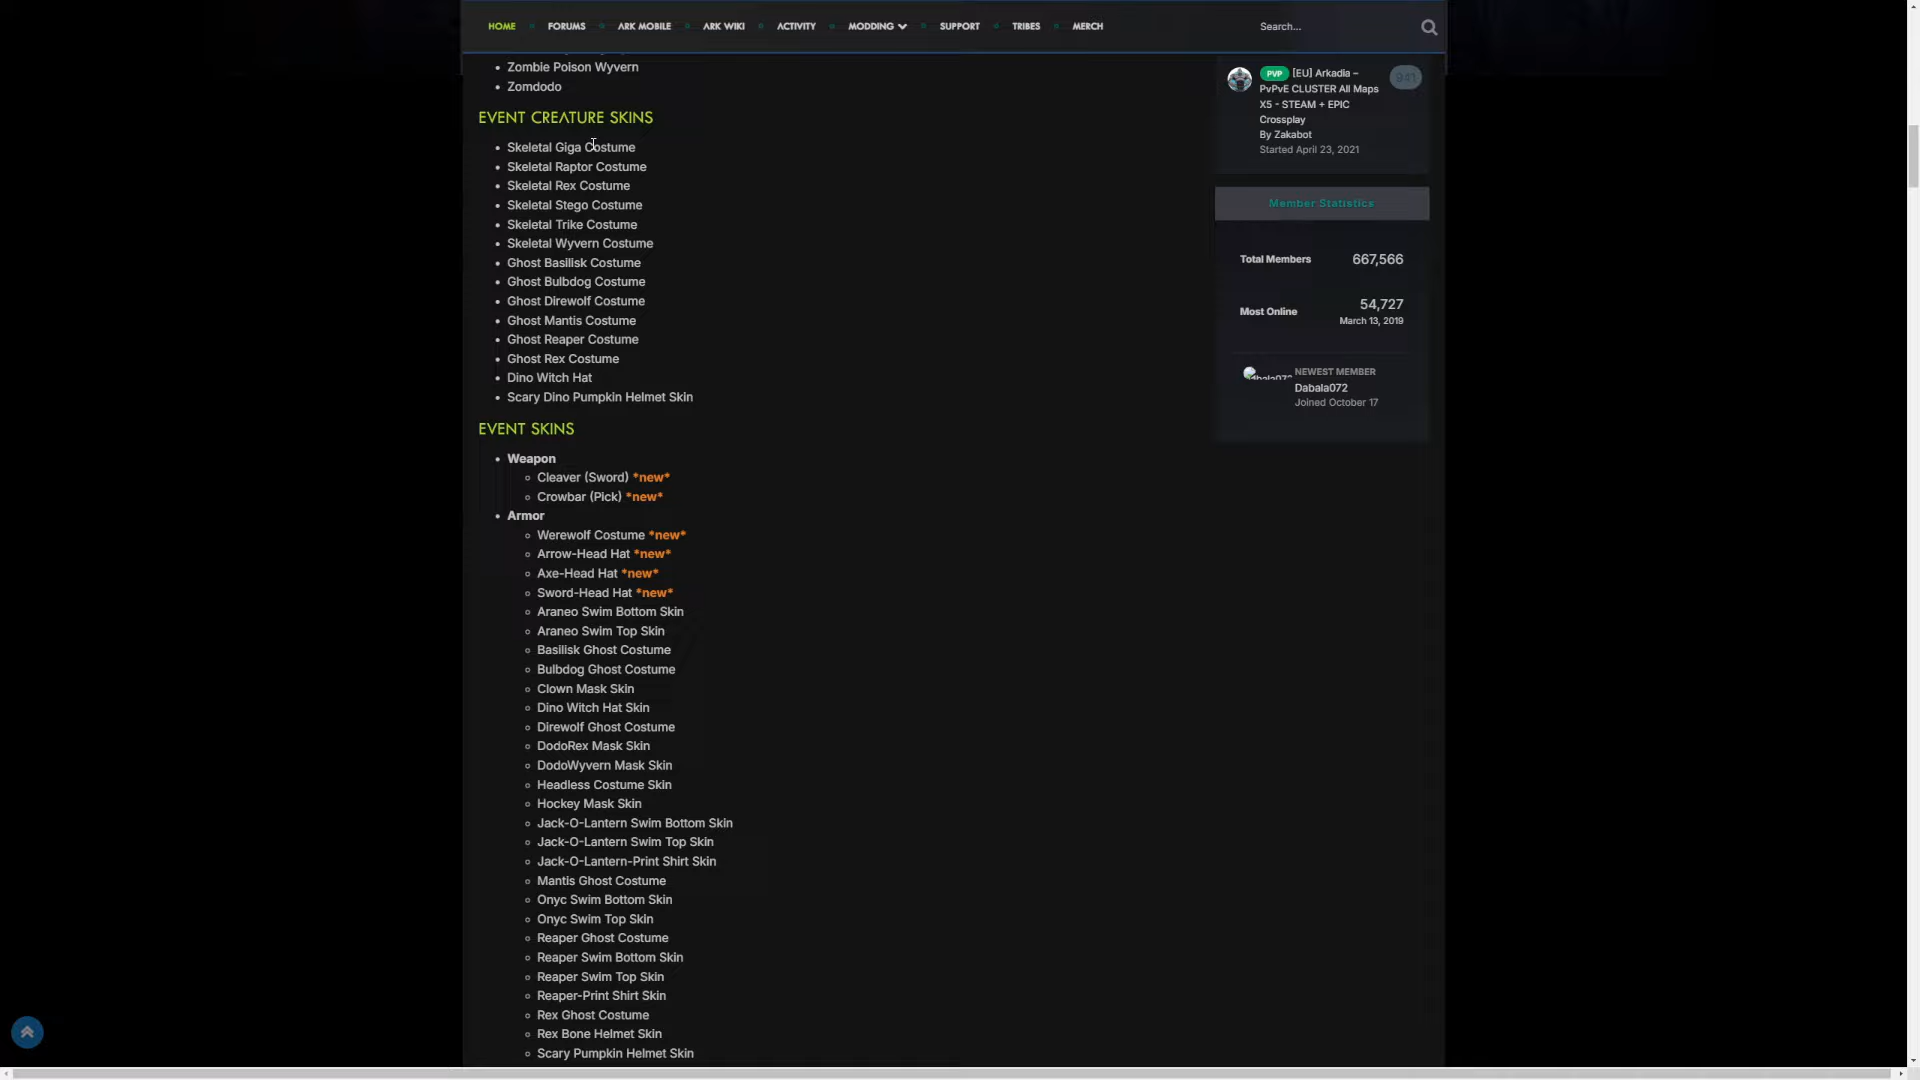 HOME
FORUMS
ARK MOBILE
ARK WIKI
ACTIVITY
MODDING
SUPPORT
TRIBES
MERCH
Search...
Zombie Poison Wyvern
Zomdodo
EVENT CREATURE SKINS
Skeletal Giga Costume
Skeletal Raptor Costume
Skeletal Rex Costume
Skeletal Stego Costume
Skeletal Trike Costume
Skeletal Wyvern Costume
Ghost Basilisk Costume
Ghost Bulbdog Costume
Ghost Direwolf Costume
Ghost Mantis Costume
Ghost Reaper Costume
Ghost Rex Costume
Dino Witch Hat
Scary Dino Pumpkin Helmet Skin
EVENT SKINS
Weapon
Cleaver (Sword) *new*
Crowbar (Pick) *new*
Armor
Werewolf Costume *new*
Arrow-Head Hat *new*
Axe-Head Hat *new*
Sword-Head Hat *new*
Araneo Swim Bottom Skin
Araneo Swim Top Skin
Basilisk Ghost Costume
Bulbdog Ghost Costume
Clown Mask Skin
Dino Witch Hat Skin
Direwolf Ghost Costume
DodoRex Mask Skin
DodoWyvern Mask Skin
Headless Costume Skin
Hockey Mask Skin
Jack-O-Lantern Swim Bottom Skin
Jack-O-Lantern Swim Top Skin
Jack-O-Lantern-Print Shirt Skin
Mantis Ghost Costume
Onyc Swim Bottom Skin
Onyc Swim Top Skin
Reaper Ghost Costume
Reaper Swim Bottom Skin
Reaper Swim Top Skin
Reaper-Print Shirt Skin
Rex Ghost Costume
Rex Bone Helmet Skin
Scary Pumpkin Helmet Skin
PVP [EU] Arkadia –
PvPvE CLUSTER All Maps
X5 - STEAM + EPIC
Crossplay
By Zakabot
Started April 23, 2021
941
Member Statistics
Total Members 667,566
Most Online 54,727
March 13, 2019
NEWEST MEMBER
Dabala072
Joined October 17